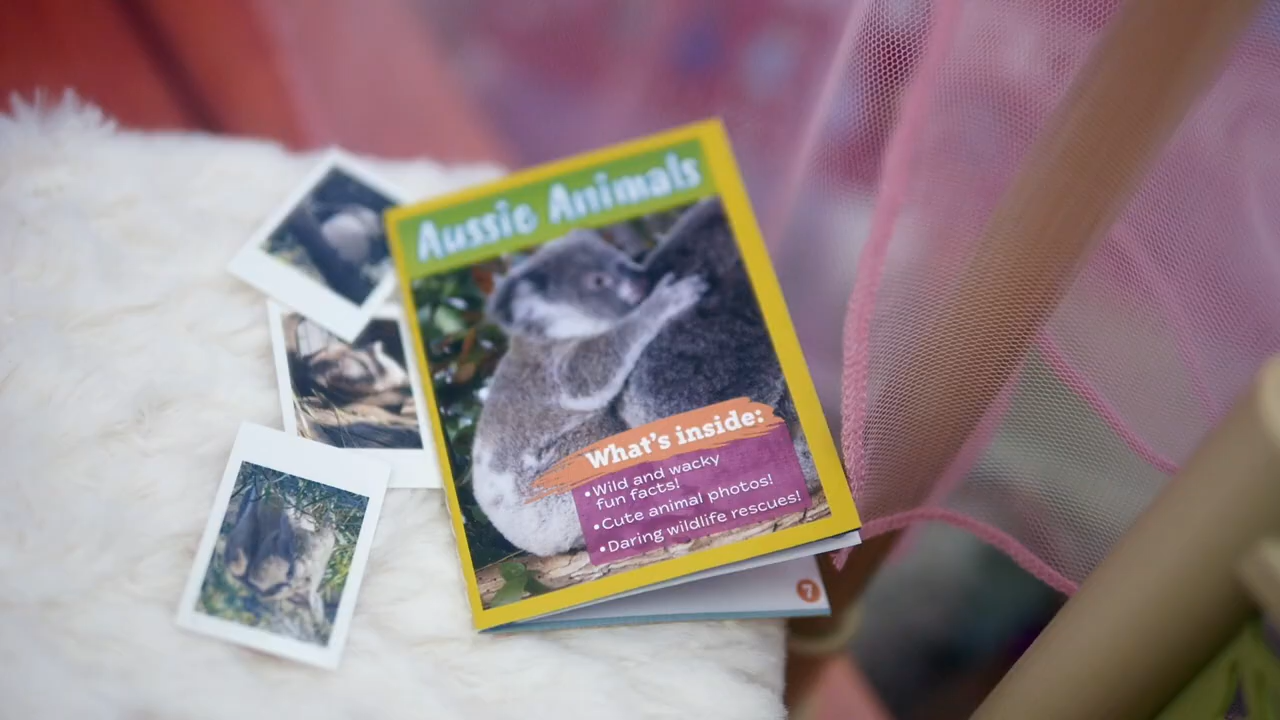 Aussie Animals
What's inside:
•Wild and wacky
fun facts!
•Cute animal photos!
•Daring wildlife rescues!
7